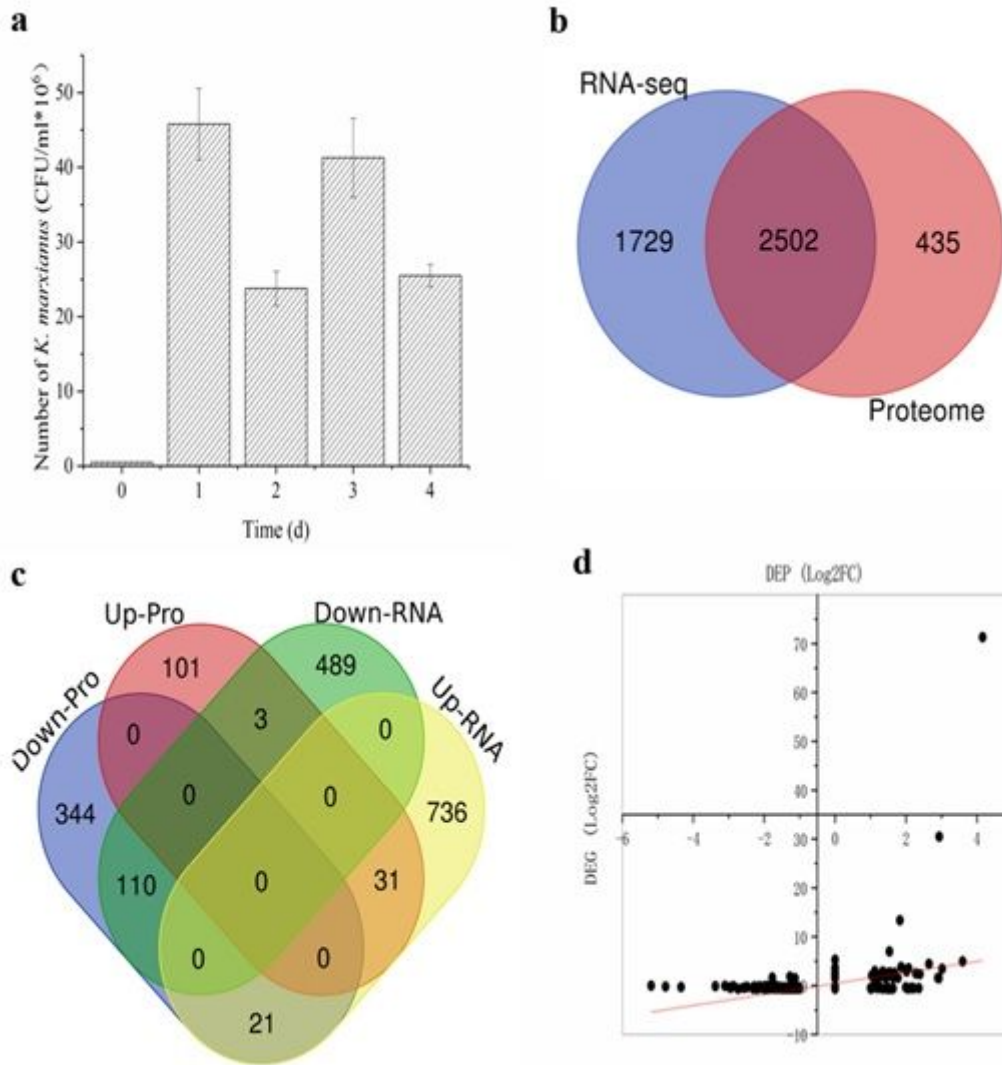 a
Number of K. marxianus (CFU/ml*10⁶)
50
40
30
20
10
0
0 1 2 3 4
Time (d)
b
RNA-seq
1729 2502 435
Proteome
c
Up-Pro Down-RNA
Down-Pro Up-RNA
101 489
0 3 0
344 0 0 736
110 0 31
0 0
21
d
DEP (Log2FC)
DEG (Log2FC)
70
60
50
40
-6 -4 -2 0 2 4
30
20
10
0
-10